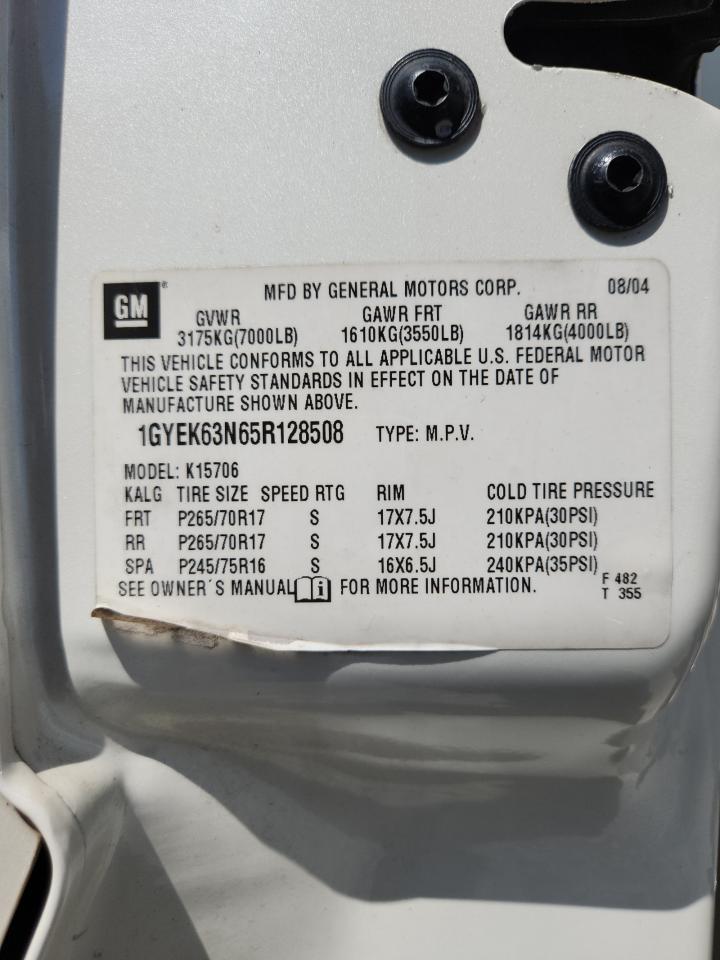 GM®
MFD BY GENERAL MOTORS CORP. 08/04
GVWR GAWR FRT GAWR RR
3175KG(7000LB) 1610KG(3550LB) 1814KG(4000LB)
THIS VEHICLE CONFORMS TO ALL APPLICABLE U.S. FEDERAL MOTOR
VEHICLE SAFETY STANDARDS IN EFFECT ON THE DATE OF
MANUFACTURE SHOWN ABOVE.
1GYEK63N65R128508 TYPE: M.P.V.
MODEL: K15706
KALG TIRE SIZE SPEED RTG RIM COLD TIRE PRESSURE
FRT P265/70R17 S 17X7.5J 210KPA(30PSI)
RR P265/70R17 S 17X7.5J 210KPA(30PSI)
SPA P245/75R16 S 16X6.5J 240KPA(35PSI)
SEE OWNER´S MANUAL i FOR MORE INFORMATION.
F 482
T 355